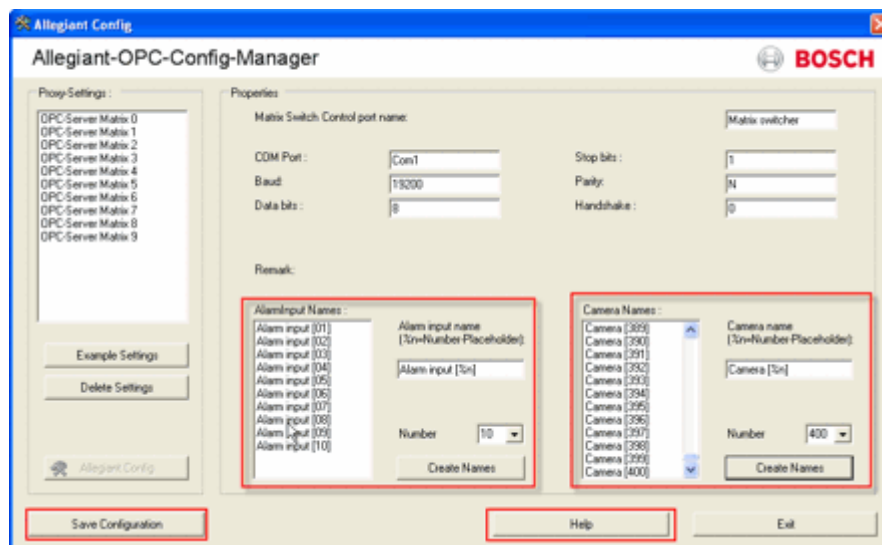 Allegiant Config
Allegiant-OPC-Config-Manager
BOSCH
Proxy-Settings :
OPC-Server Matrix 0
OPC-Server Matrix 1
OPC-Server Matrix 2
OPC-Server Matrix 3
OPC-Server Matrix 4
OPC-Server Matrix 5
OPC-Server Matrix 6
OPC-Server Matrix 7
OPC-Server Matrix 8
OPC-Server Matrix 9
Example Settings
Delete Settings
Allegiant Config
Properties
Matrix Switch Control port name:
Matrix switcher
COM Port :
Com1
Stop bits :
1
Baud:
19200
Parity:
N
Data bits :
8
Handshake :
0
Remark:
AlarmInput Names :
Alarm input [01]
Alarm input [02]
Alarm input [03]
Alarm input [04]
Alarm input [05]
Alarm input [06]
Alarm input [07]
Alarm input [08]
Alarm input [09]
Alarm input [10]
Alarm input name
(%n=Number-Placeholder):
Alarm input [%n]
Number
10
Create Names
Camera Names :
Camera [389]
Camera [390]
Camera [391]
Camera [392]
Camera [393]
Camera [394]
Camera [395]
Camera [396]
Camera [397]
Camera [398]
Camera [399]
Camera [400]
Camera name
(%n=Number-Placeholder):
Camera [%n]
Number
400
Create Names
Save Configuration
Help
Exit